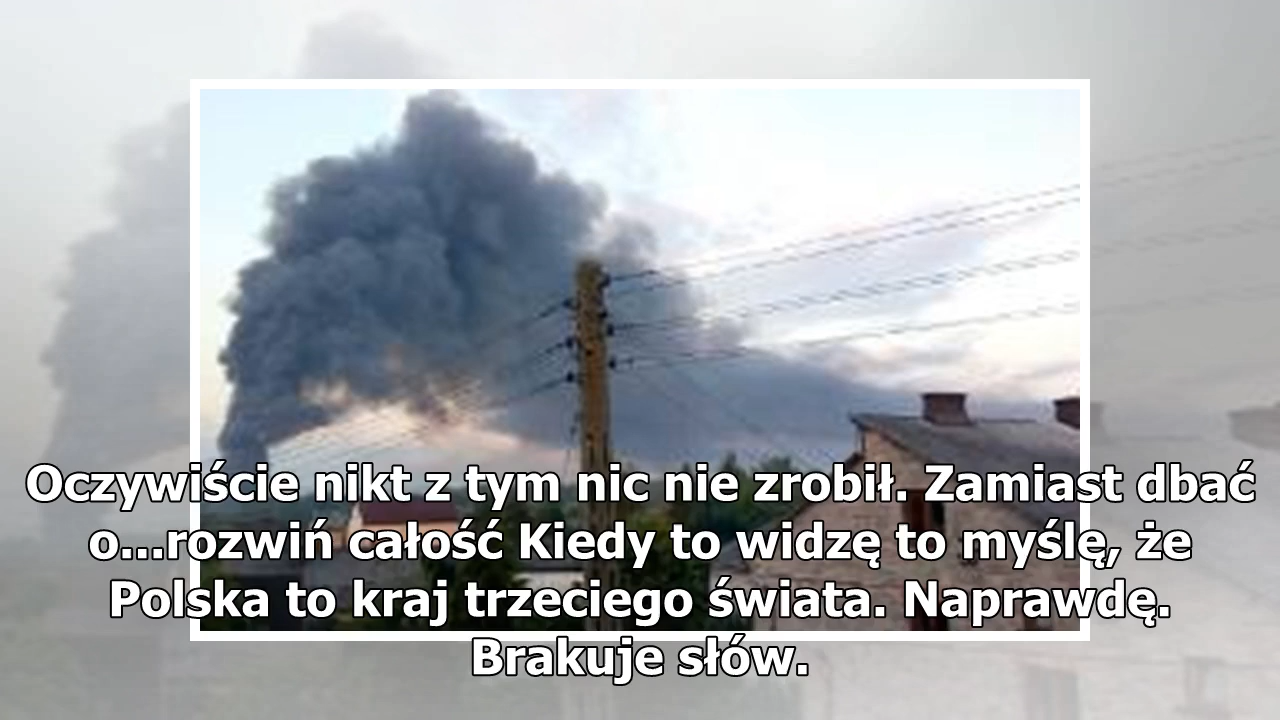 Oczywiście nikt z tym nic nie zrobił. Zamiast dbać
o...rozwiń całość Kiedy to widzę to myślę, że
Polska to kraj trzeciego świata. Naprawdę.
Brakuje słów.